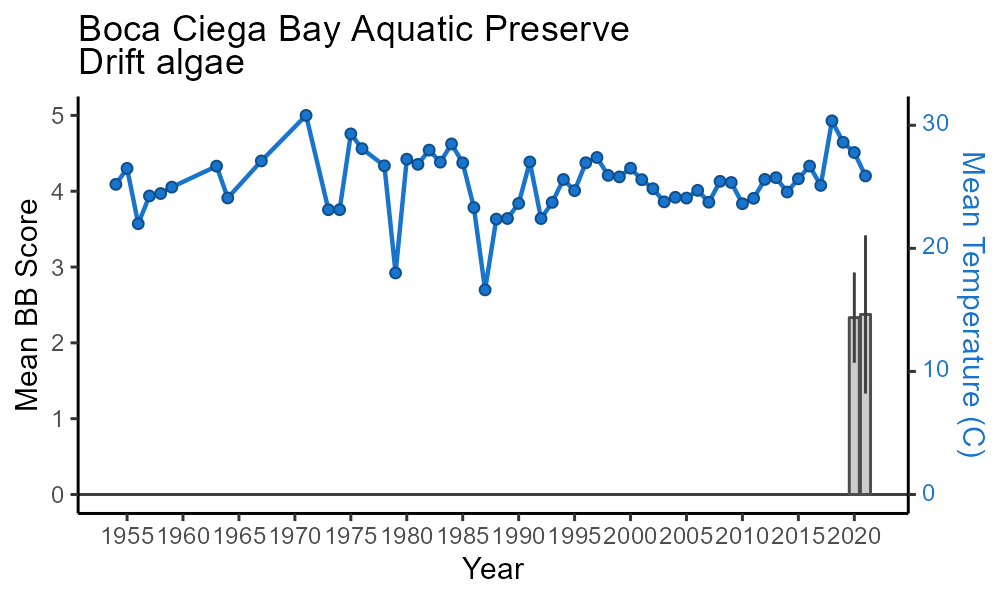 Boca Ciega Bay Aquatic Preserve
Drift algae
Mean BB Score
5
4
3
2
1
0
30
20
10
0
Mean Temperature (C)
1955 1960 1965 1970 1975 1980 1985 1990 1995 2000 2005 2010 2015 2020
Year